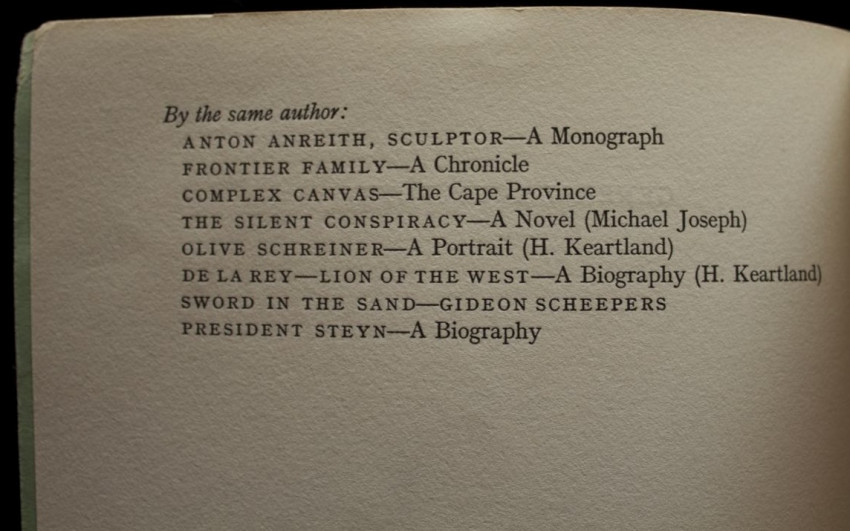 By the same author:
ANTON ANREITH, SCULPTOR—A Monograph
FRONTIER FAMILY—A Chronicle
COMPLEX CANVAS—The Cape Province
THE SILENT CONSPIRACY—A Novel (Michael Joseph)
OLIVE SCHREINER—A Portrait (H. Keartland)
DE LA REY—LION OF THE WEST—A Biography (H. Keartland)
SWORD IN THE SAND—GIDEON SCHEEPERS
PRESIDENT STEYN—A Biography